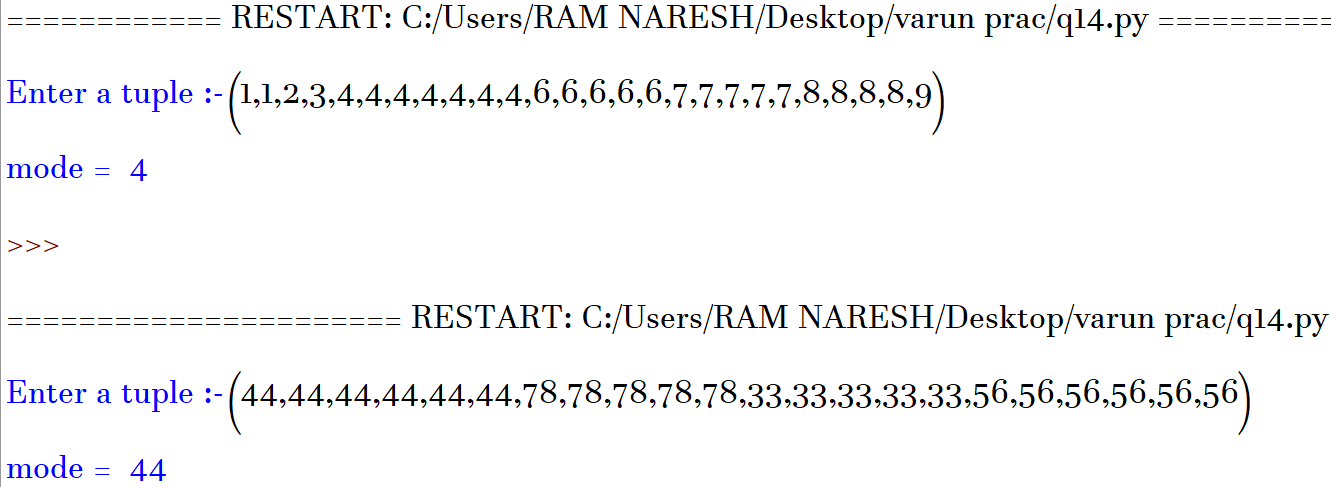 ============ RESTART: C:/Users/RAM NARESH/Desktop/varun prac/q14.py ==========
Enter a tuple :-(1,1,2,3,4,4,4,4,4,4,4,6,6,6,6,6,7,7,7,7,7,8,8,8,8,9)
mode =  4
>>>
====================== RESTART: C:/Users/RAM NARESH/Desktop/varun prac/q14.py
Enter a tuple :-(44,44,44,44,44,44,78,78,78,78,78,33,33,33,33,33,56,56,56,56,56,56)
mode =  44